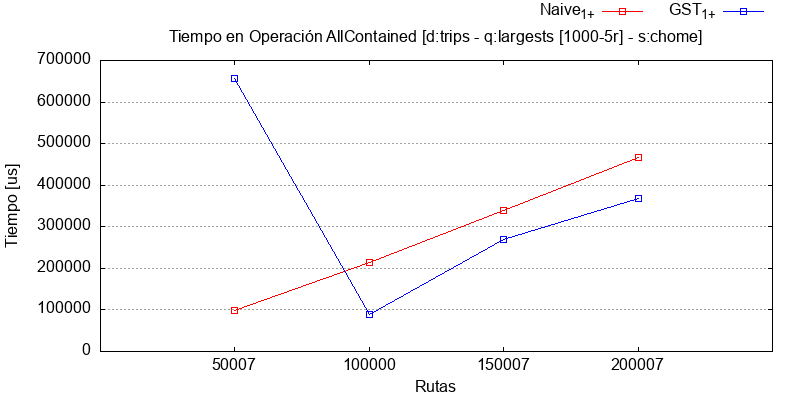 Naive1+ GST1+
Tiempo en Operación AllContained [d:trips - q:largests [1000-5r] - s:chome]
700000
600000
500000
400000
300000
200000
100000
0
Tiempo [us]
50007 100000 150007 200007
Rutas